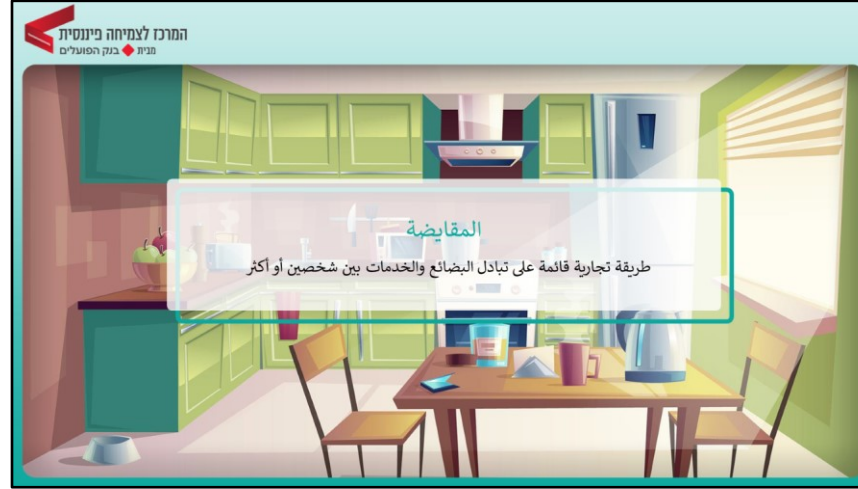 המרכז לצמיחה פיננסית
מבית בנק הפועלים
المقايضة
طريقة تجارية قائمة على تبادل البضائع والخدمات بين شخصين أو أكثر